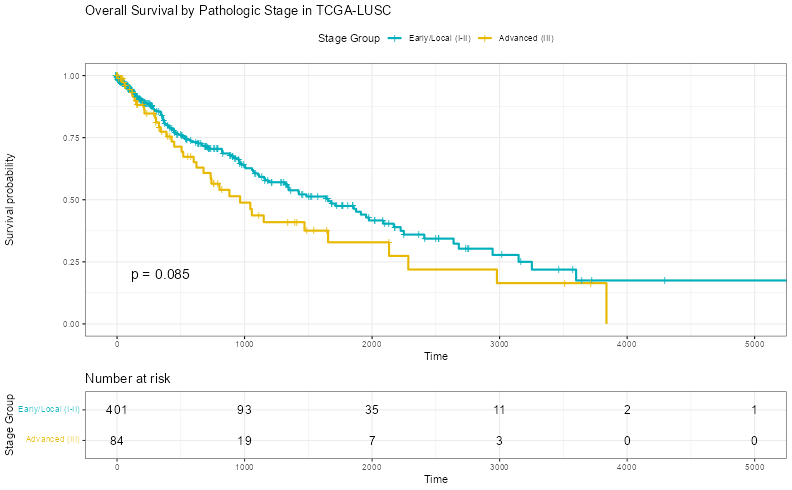 Overall Survival by Pathologic Stage in TCGA-LUSC
Stage Group Early/Local (I-II) Advanced (III)
Survival probability
1.00
0.75
0.50
0.25
0.00
p = 0.085
0 1000 2000 3000 4000 5000
Time
Number at risk
Stage Group
Early/Local (I-II) 401 93 35 11 2 1
Advanced (III) 84 19 7 3 0 0
0 1000 2000 3000 4000 5000
Time